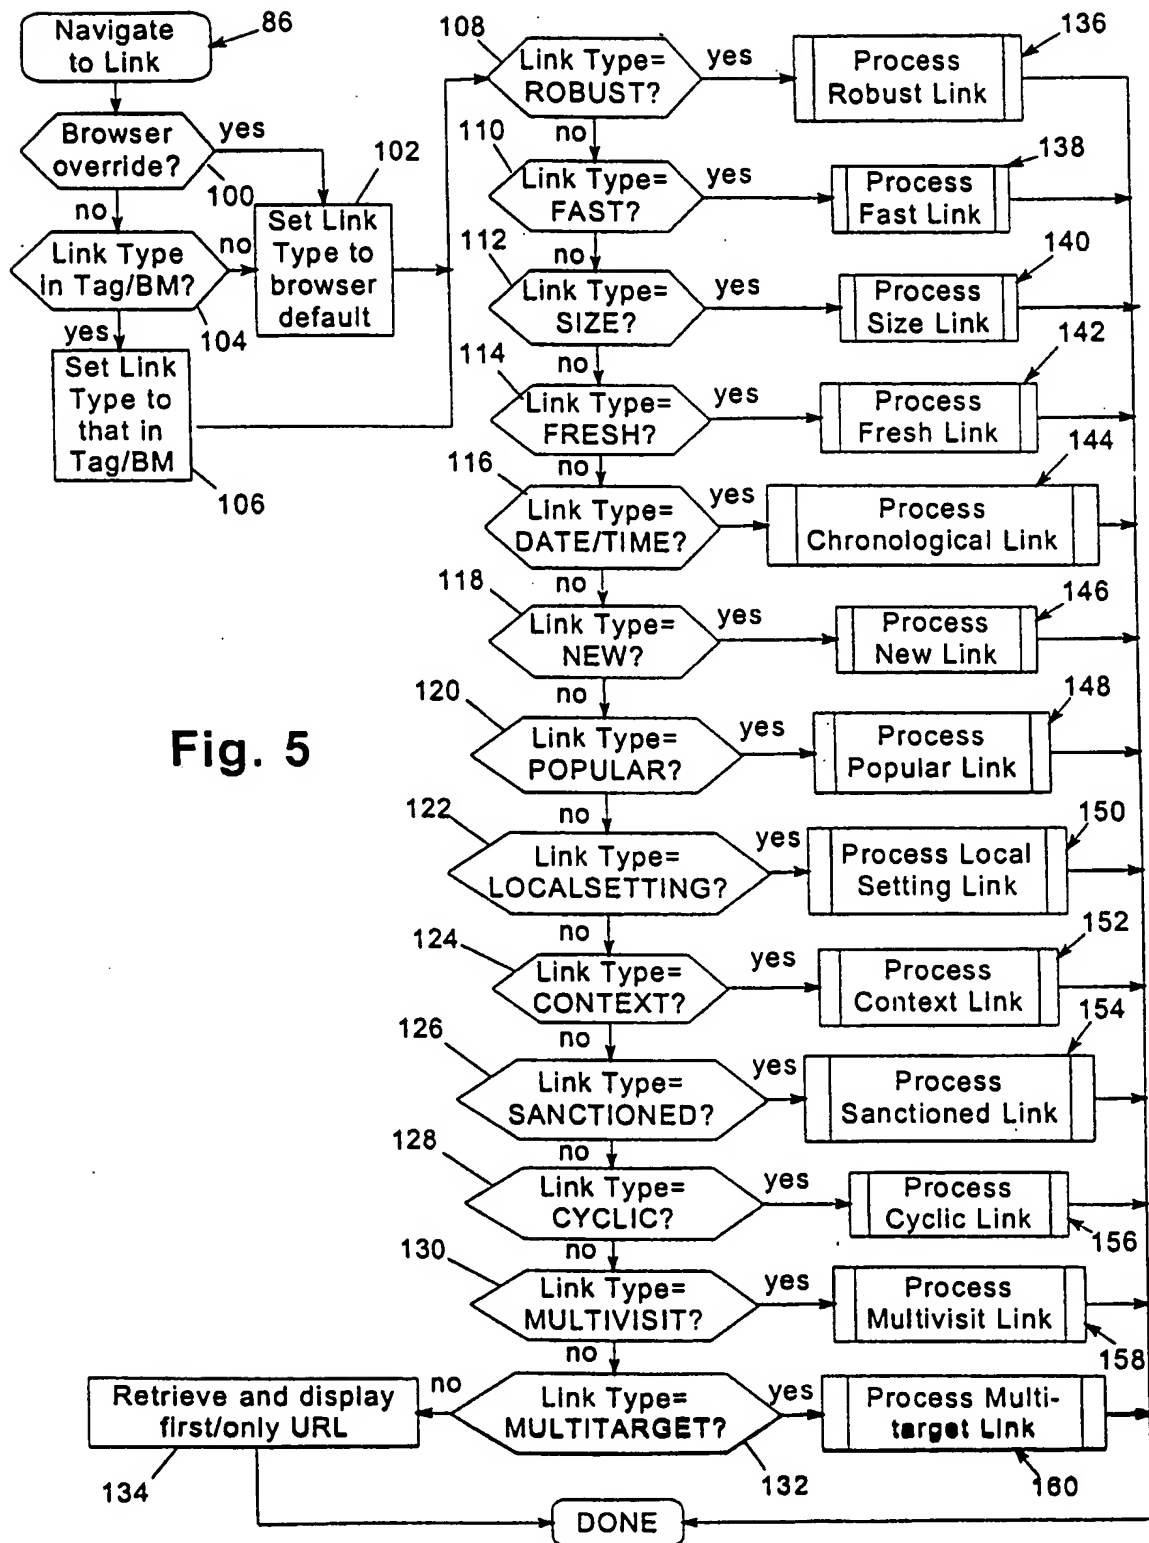 Navigate
to Link
86
Browser
override?
yes
100
no
102
Set Link
Type to
browser
default
Link Type
in Tag/BM?
no
104
yes
Set Link
Type to
that in
Tag/BM
106
108
Link Type=
ROBUST?
yes
Process
Robust Link
136
no
110
Link Type=
FAST?
yes
Process
Fast Link
138
no
112
Link Type=
SIZE?
yes
Process
Size Link
140
no
114
Link Type=
FRESH?
yes
Process
Fresh Link
142
no
116
Link Type=
DATE/TIME?
yes
Process
Chronological Link
144
no
118
Link Type=
NEW?
yes
Process
New Link
146
no
120
Link Type=
POPULAR?
yes
Process
Popular Link
148
no
Fig. 5
122
Link Type=
LOCALSETTING?
yes
Process Local
Setting Link
150
no
124
Link Type=
CONTEXT?
yes
Process
Context Link
152
no
126
Link Type=
SANCTIONED?
yes
Process
Sanctioned Link
154
no
128
Link Type=
CYCLIC?
yes
Process
Cyclic Link
156
no
130
Link Type=
MULTIVISIT?
yes
Process
Multivisit Link
158
no
Link Type=
MULTITARGET?
132
yes
Process Multi-
target Link
160
no
Retrieve and display
first/only URL
134
DONE